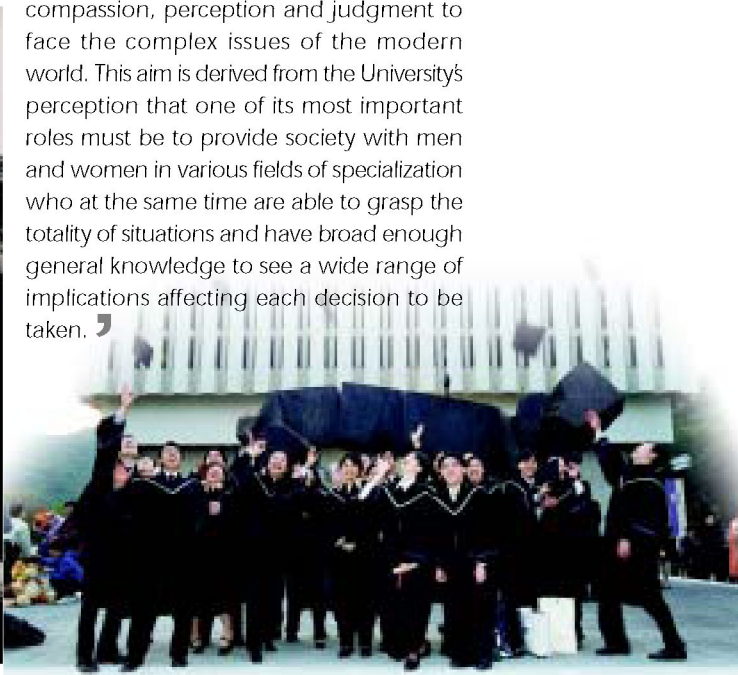 compassion, perception and judgment to
face the complex issues of the modern
world. This aim is derived from the University's
perception that one of its most important
roles must be to provide society with men
and women in various fields of specialization
who at the same time are able to grasp the
totality of situations and have broad enough
general knowledge to see a wide range of
implications affecting each decision to be
taken. ’